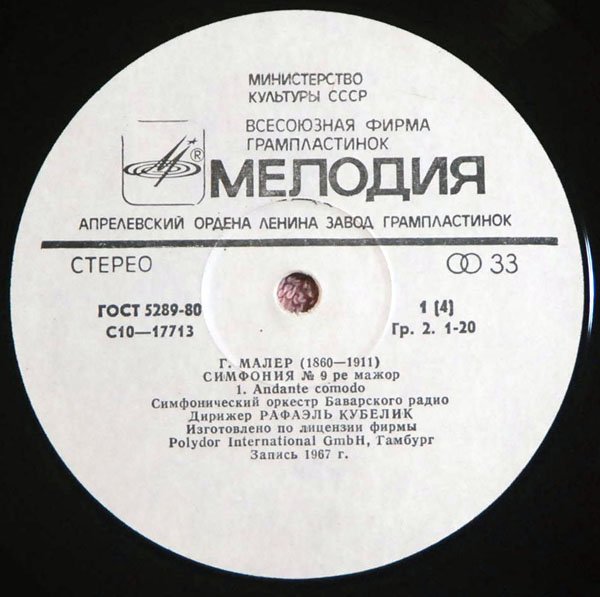 МИНИСТЕРСТВО
КУЛЬТУРЫ СССР
ВСЕСОЮЗНАЯ ФИРМА
ГРАМПЛАСТИНОК
® МЕЛОДИЯ
АПРЕЛЕВСКИЙ ОРДЕНА ЛЕНИНА ЗАВОД ГРАМПЛАСТИНОК
СТЕРЕО 33
ГОСТ 5289-80 1 (4)
С10—17713 Гр. 2. 1-20
Г. МАЛЕР (1860—1911)
СИМФОНИЯ № 9 ре мажор
1. Andante comodo
Симфонический оркестр Баварского радио
Дирижер РАФАЭЛЬ КУБЕЛИК
Изготовлено по лицензии фирмы
Polydor International GmbH, Гамбург
Запись 1967 г.